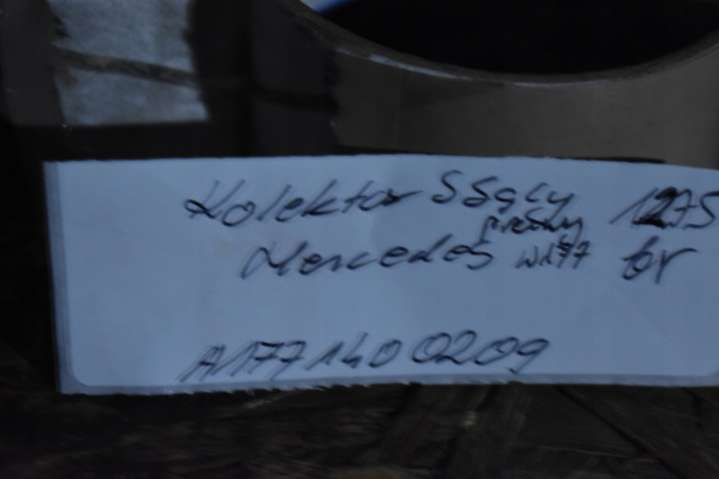 Kolektor SSący 1275
Mercedes W177 br
A1771400209